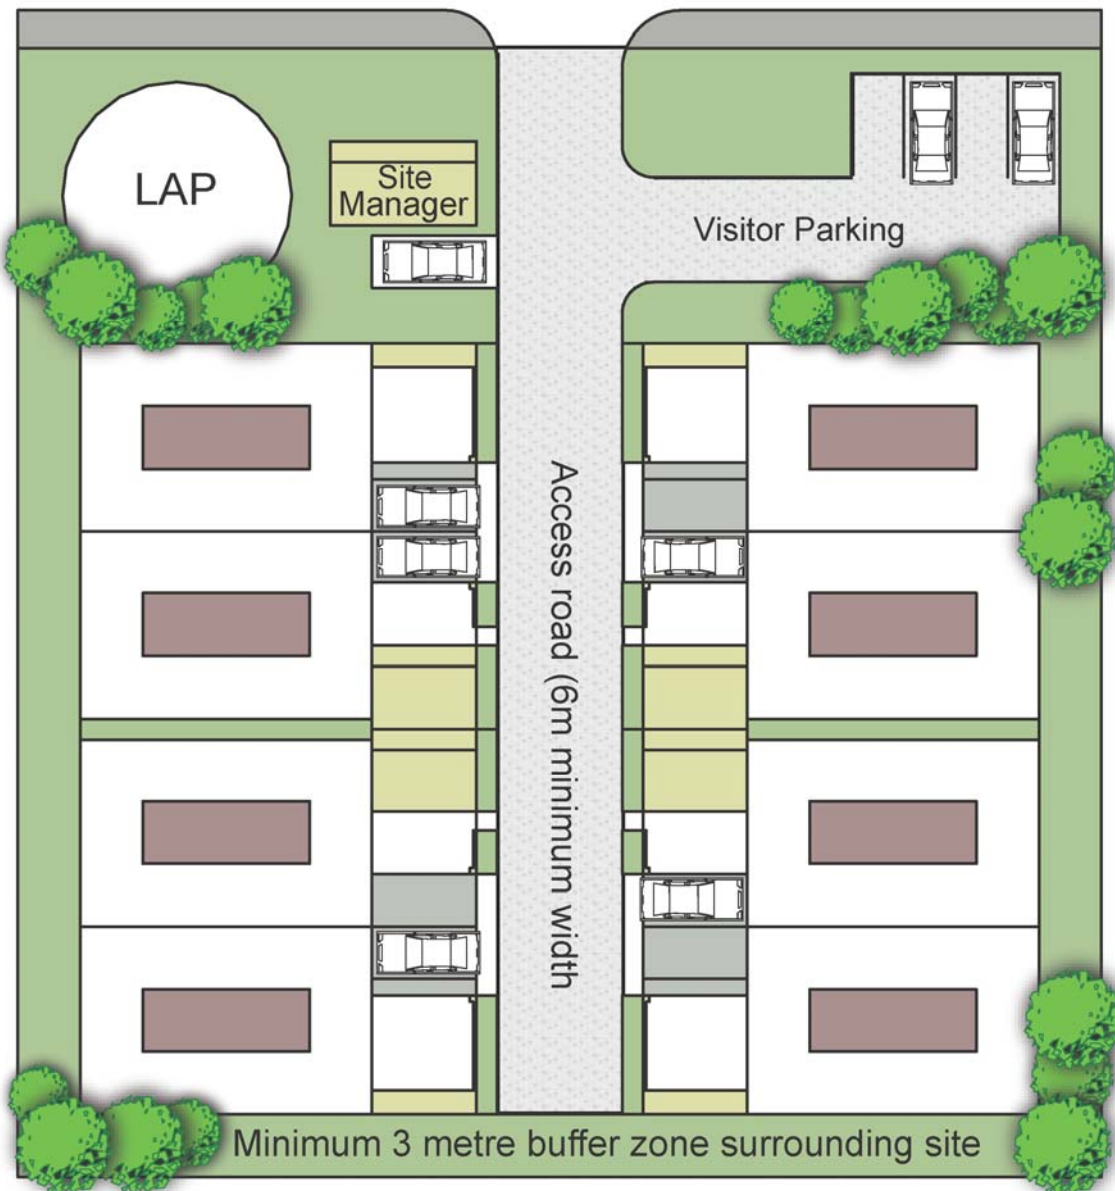 LAP
Site
Manager
Visitor Parking
Access road (6m minimum width
Minimum 3 metre buffer zone surrounding site